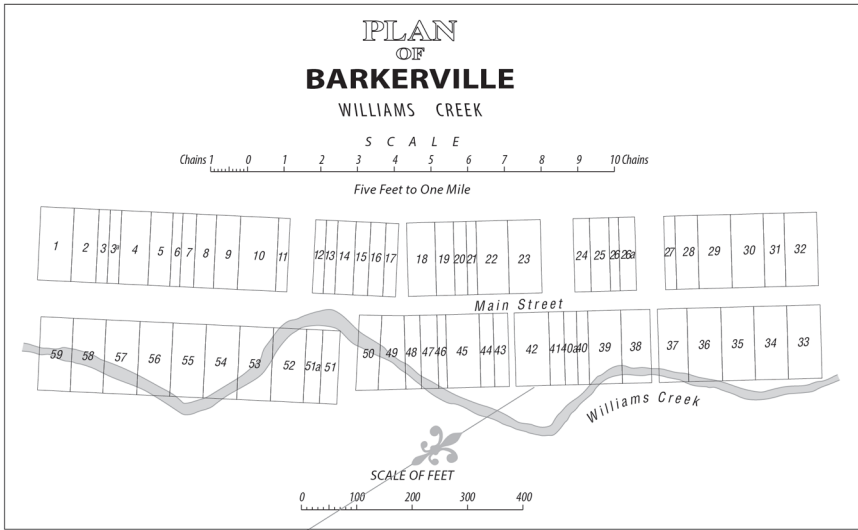 PLAN
OF
BARKERVILLE
WILLIAMS CREEK
SCALE
Chains 1 0 1 2 3 4 5 6 7 8 9 10 Chains
Five Feet to One Mile
1 2 3 3a 4 5 6 7 8 9 10 11 12 13 14 15 16 17 18 19 20 21 22 23 24 25 26 26a 27 28 29 30 31 32
Main Street
59 58 57 56 55 54 53 52 51a 51 50 49 48 47 46 45 44 43 42 41 40a 40 39 38 37 36 35 34 33
Williams Creek
SCALE OF FEET
0 100 200 300 400